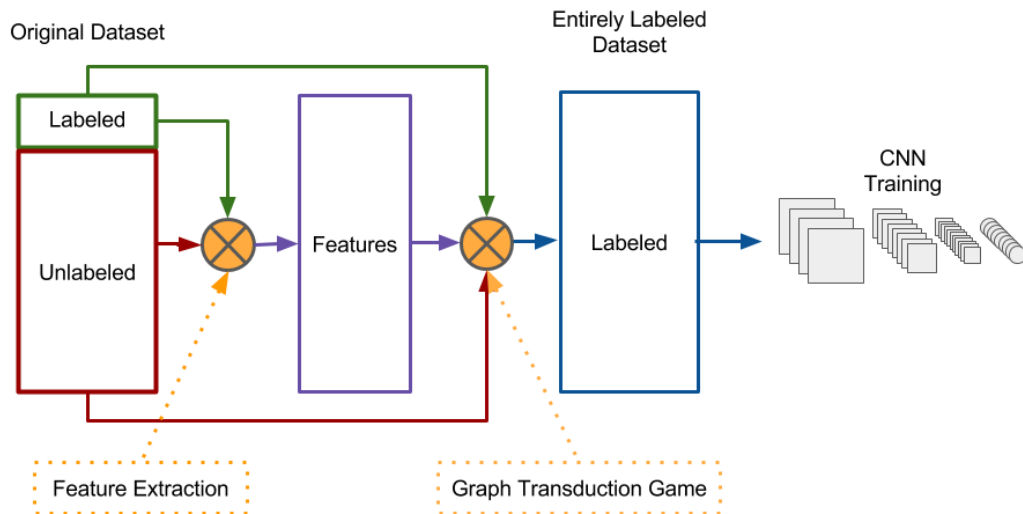 Original Dataset
Entirely Labeled
Dataset
Labeled
Unlabeled
Features
Labeled
CNN
Training
Feature Extraction
Graph Transduction Game